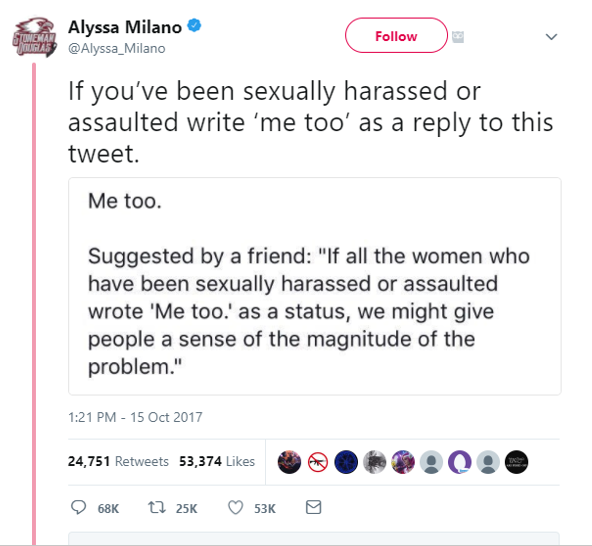 Alyssa Milano
@Alyssa_Milano
Follow
If you've been sexually harassed or
assaulted write 'me too' as a reply to this
tweet.
Me too.
Suggested by a friend: "If all the women who
have been sexually harassed or assaulted
wrote 'Me too.' as a status, we might give
people a sense of the magnitude of the
problem."
1:21 PM - 15 Oct 2017
24,751 Retweets 53,374 Likes
68K 25K 53K